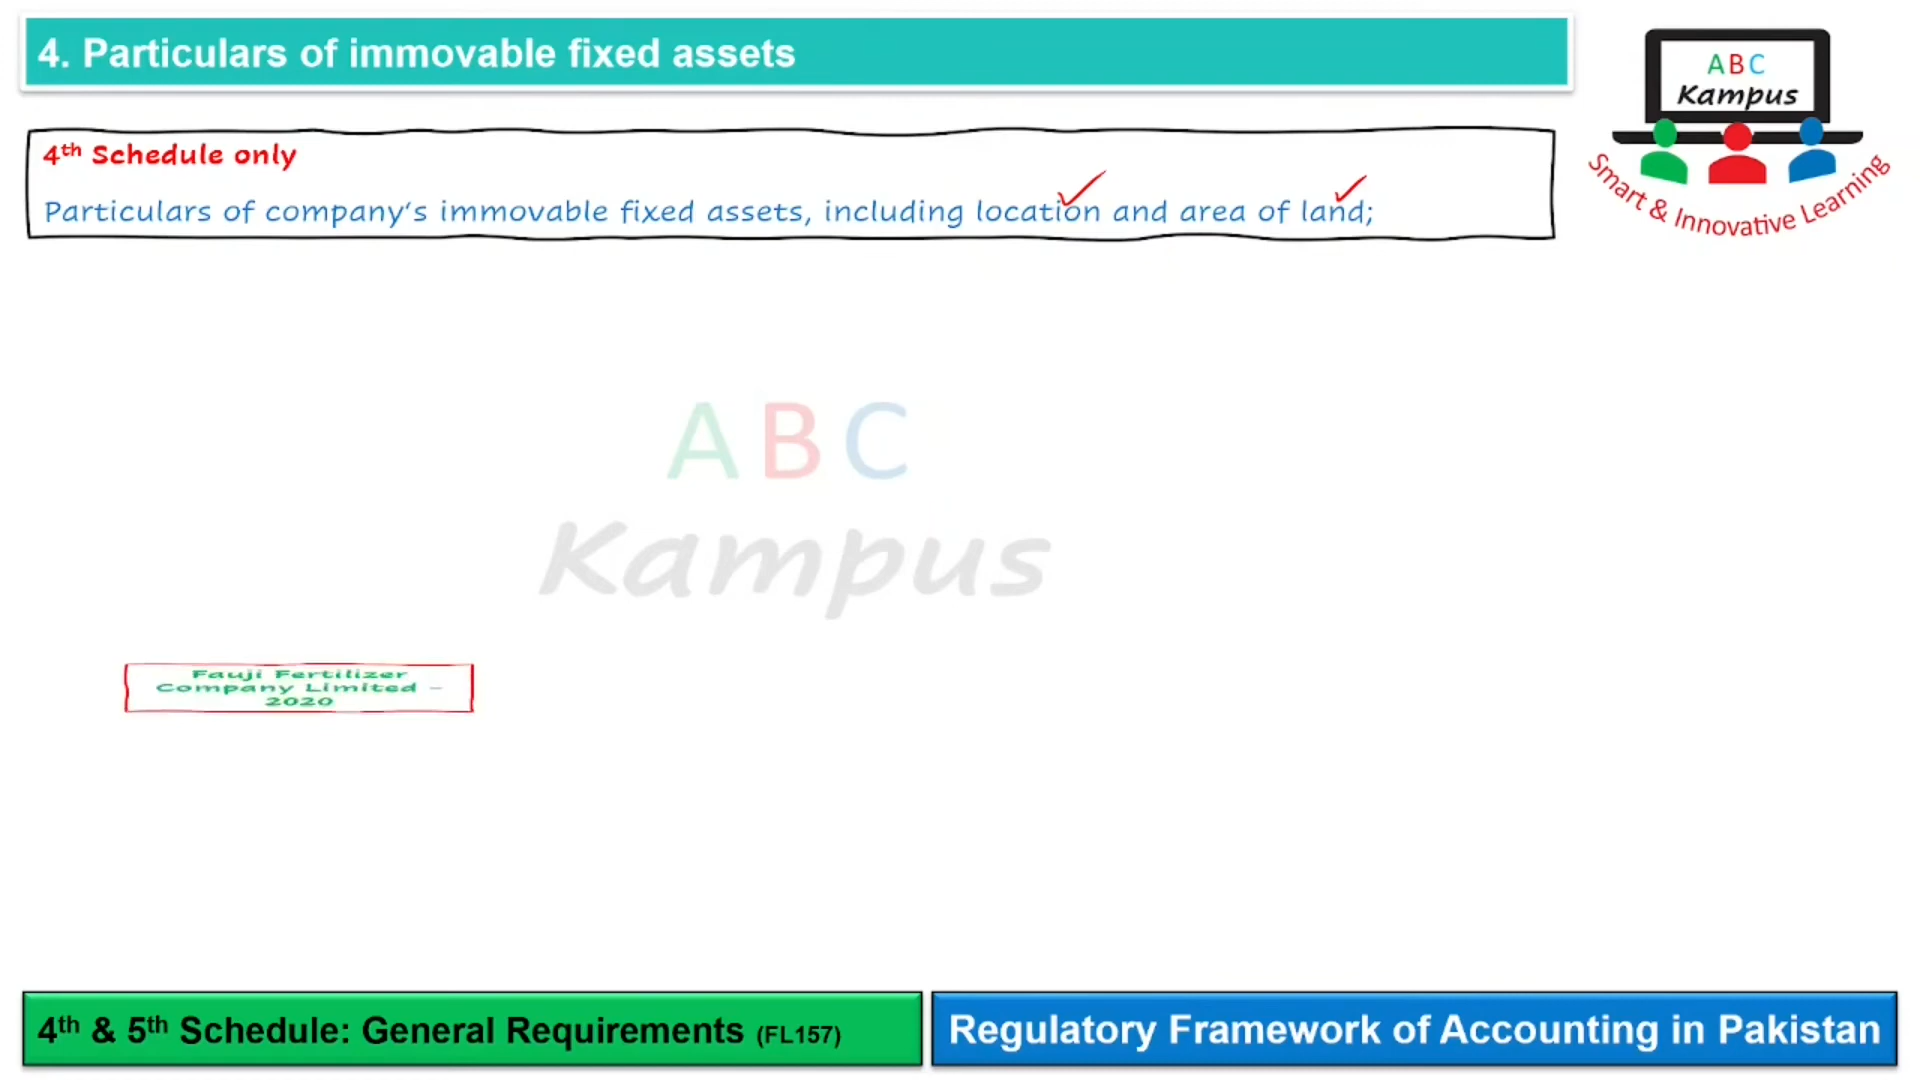 4. Particulars of immovable fixed assets
ABC
Kampus
Smart & Innovative Learning
4th Schedule only
Particulars of company's immovable fixed assets, including location and area of land;
ABC
Kampus
Fauji Fertilizer
Company Limited –
2020
4th & 5th Schedule: General Requirements (FL157)
Regulatory Framework of Accounting in Pakistan